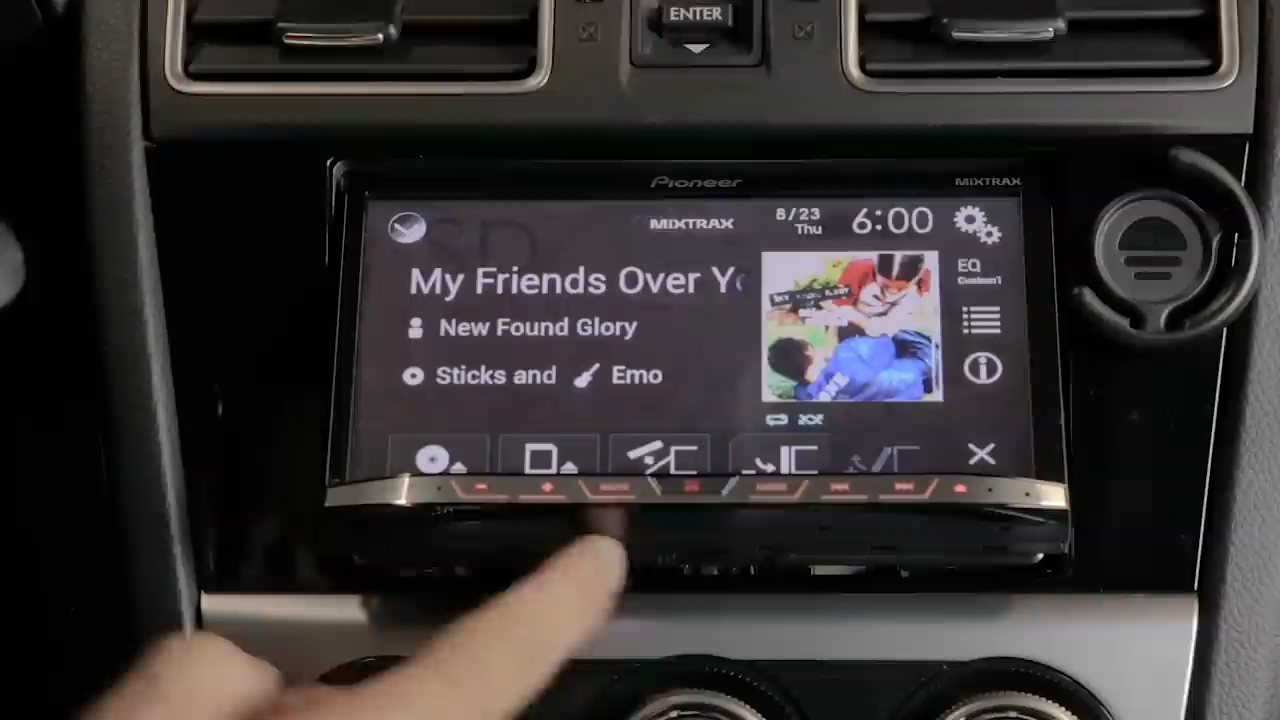 ENTER
Pioneer
MIXTRAX
MIXTRAX
8/23
Thu
6:00
My Friends Over Y
EQ
Custom1
New Found Glory
Sticks and
Emo